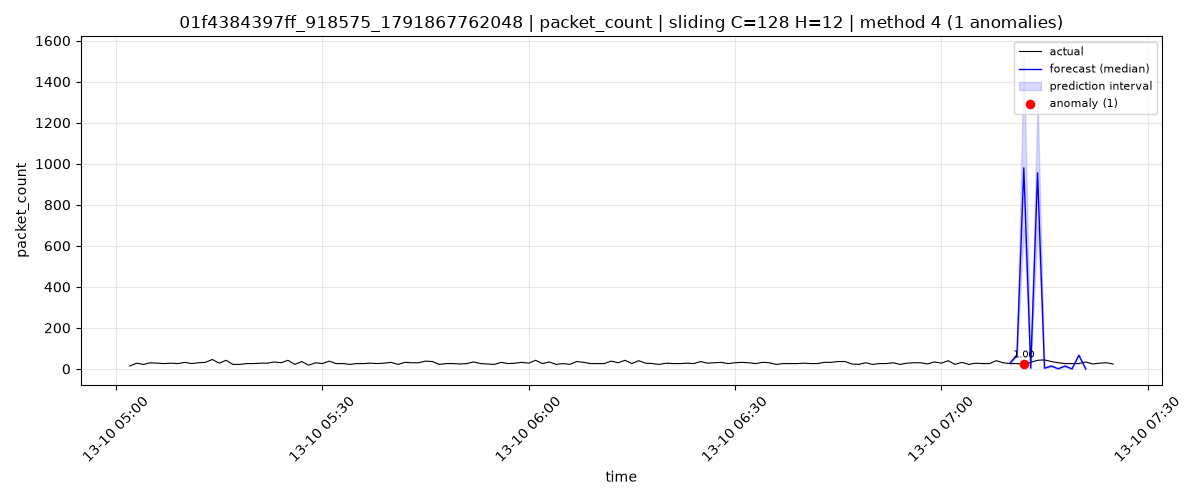 01f4384397ff_918575_1791867762048 | packet_count | sliding C=128 H=12 | method 4 (1 anomalies)
1600
1400
1200
1000
800
600
400
200
0
packet_count
actual
forecast (median)
prediction interval
anomaly (1)
1.00
13-10 05:00
13-10 05:30
13-10 06:00
13-10 06:30
13-10 07:00
13-10 07:30
time